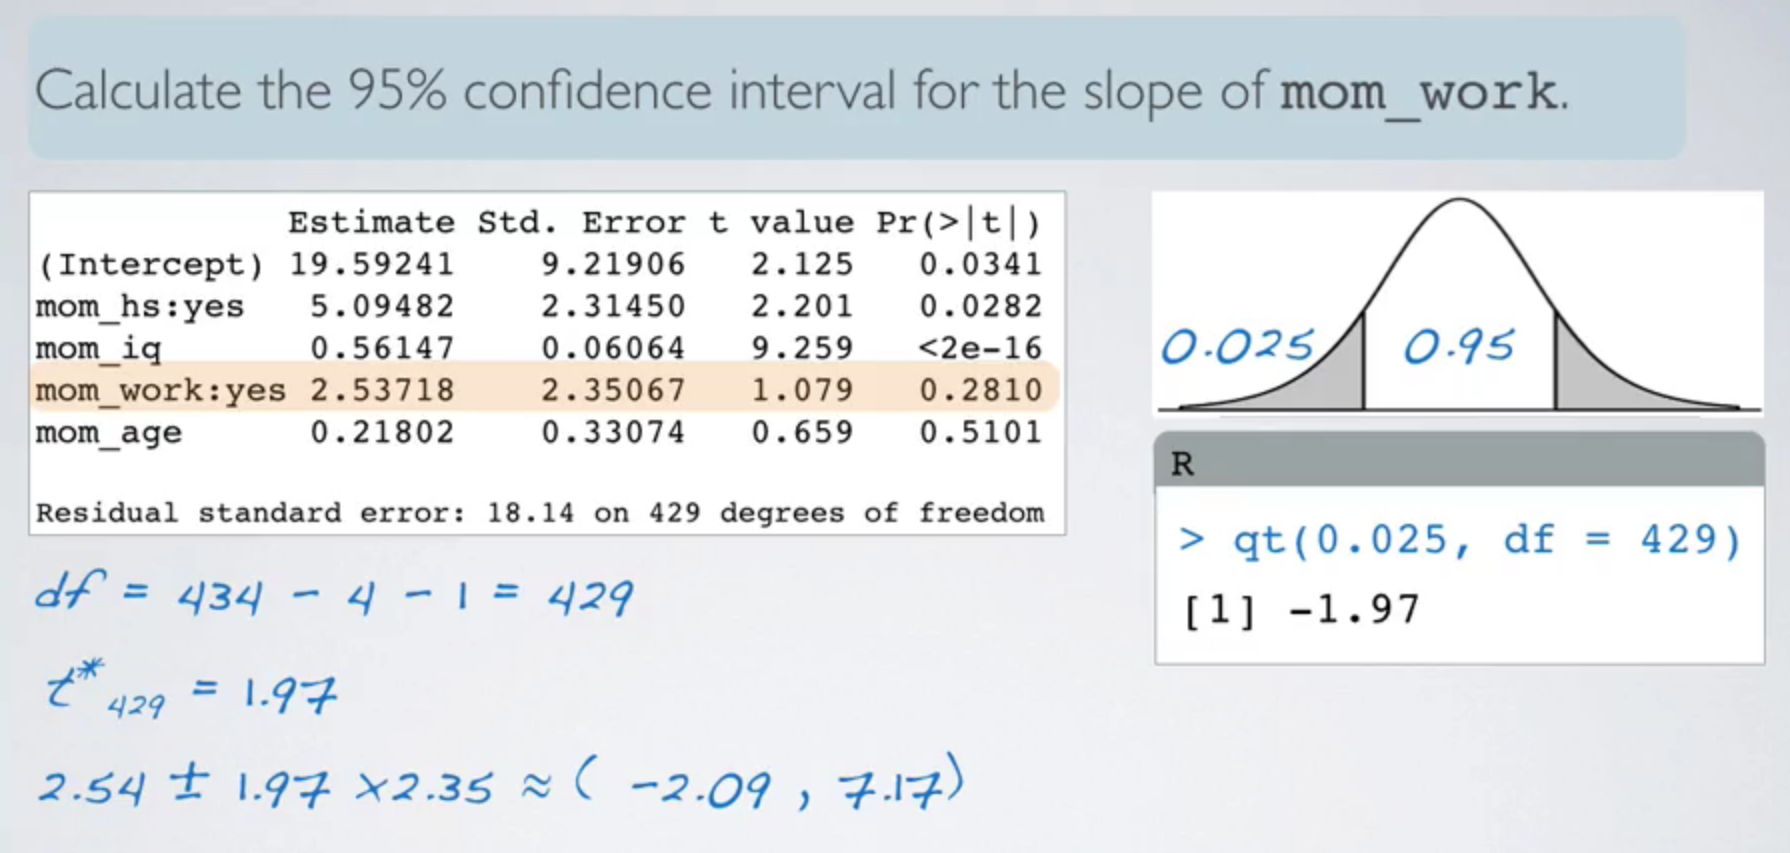 Calculate the 95% confidence interval for the slope of mom_work.
Estimate Std. Error t value Pr(>|t|)
(Intercept) 19.59241 9.21906 2.125 0.0341
mom_hs:yes 5.09482 2.31450 2.201 0.0282
mom_iq 0.56147 0.06064 9.259 <2e-16
mom_work:yes 2.53718 2.35067 1.079 0.2810
mom_age 0.21802 0.33074 0.659 0.5101
Residual standard error: 18.14 on 429 degrees of freedom
0.025 0.95
R
> qt(0.025, df = 429)
[1] -1.97
df = 434 - 4 - 1 = 429
t* 429 = 1.97
2.54 ± 1.97 × 2.35 ≈ ( -2.09 , 7.17)